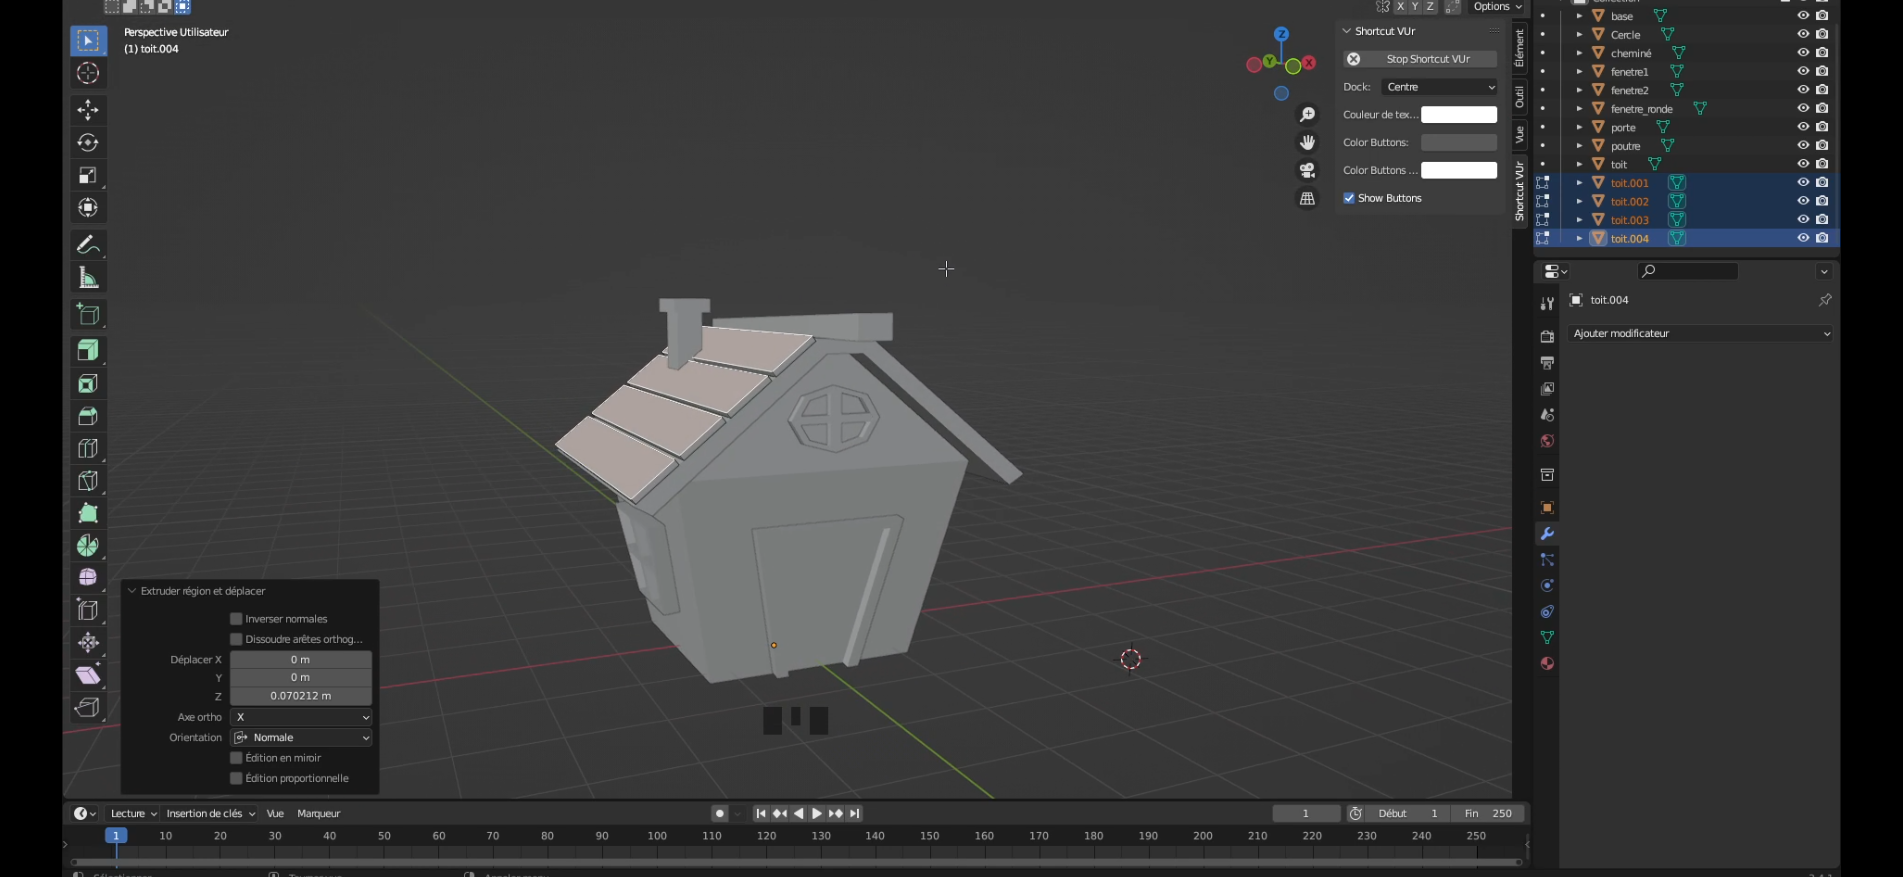 X Y Z Options
Perspective Utilisateur
(1) toit.004
Z
Y
X
Shortcut VUr
Stop Shortcut VUr
Dock: Centre
Couleur de tex...
Color Buttons:
Color Buttons ...
Show Buttons
Élément
Outil
Vue
Shortcut VUr
base
Cercle
cheminé
fenetre1
fenetre2
fenetre_ronde
porte
poutre
toit
toit.001
toit.002
toit.003
toit.004
toit.004
Ajouter modificateur
Extruder région et déplacer
Inverser normales
Dissoudre arêtes orthog...
Déplacer X 0 m
Y 0 m
Z 0.070212 m
Axe ortho X
Orientation Normale
Édition en miroir
Édition proportionnelle
Lecture Insertion de clés Vue Marqueur
1 Début 1 Fin 250
1 10 20 30 40 50 60 70 80 90 100 110 120 130 140 150 160 170 180 190 200 210 220 230 240 250